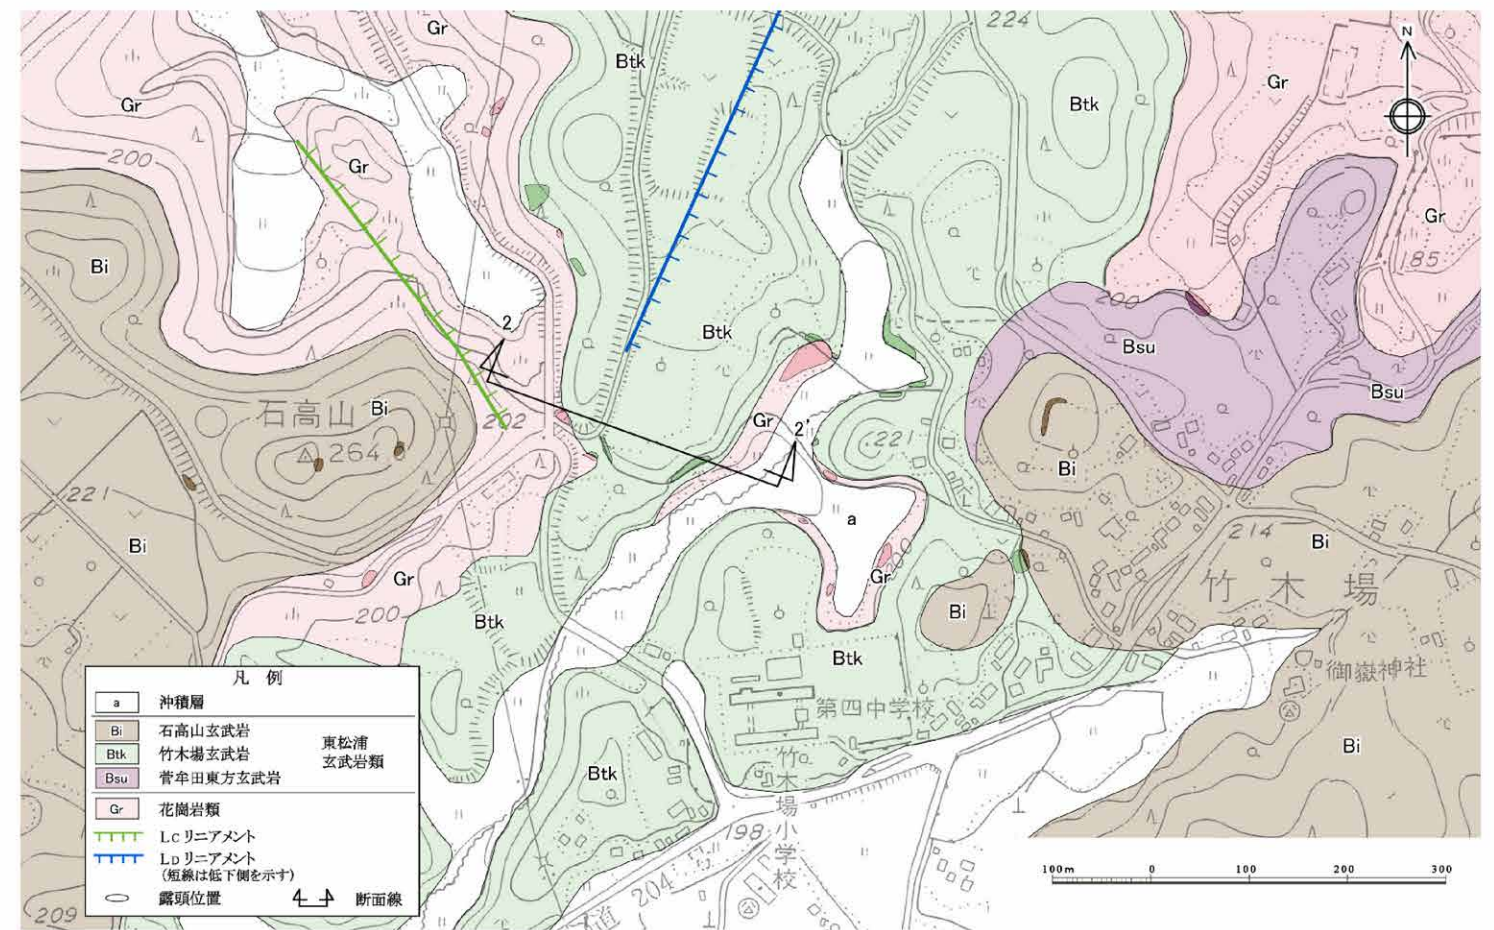 Gr
Btk
224
Gr
N
Gr
Btk
200
Gr
Gr
Bi
185
200
2
Btk
Bsu
Bsu
石高山
Bi
202
Gr
2'
264
221
Bi
221
a
Bi
214
Bi
Gr
Gr
200
竹木場
200
Btk
Bi
Btk
御嶽神社
第四中学校
Bi
竹木場小学校
Btk
198
道 204
209
凡 例
a 沖積層
Bi 石高山玄武岩
Btk 竹木場玄武岩
Bsu 菅牟田東方玄武岩
東松浦
玄武岩類
Gr 花崗岩類
LC リニアメント
LD リニアメント
(短線は低下側を示す)
露頭位置
断面線
100m 0 100 200 300